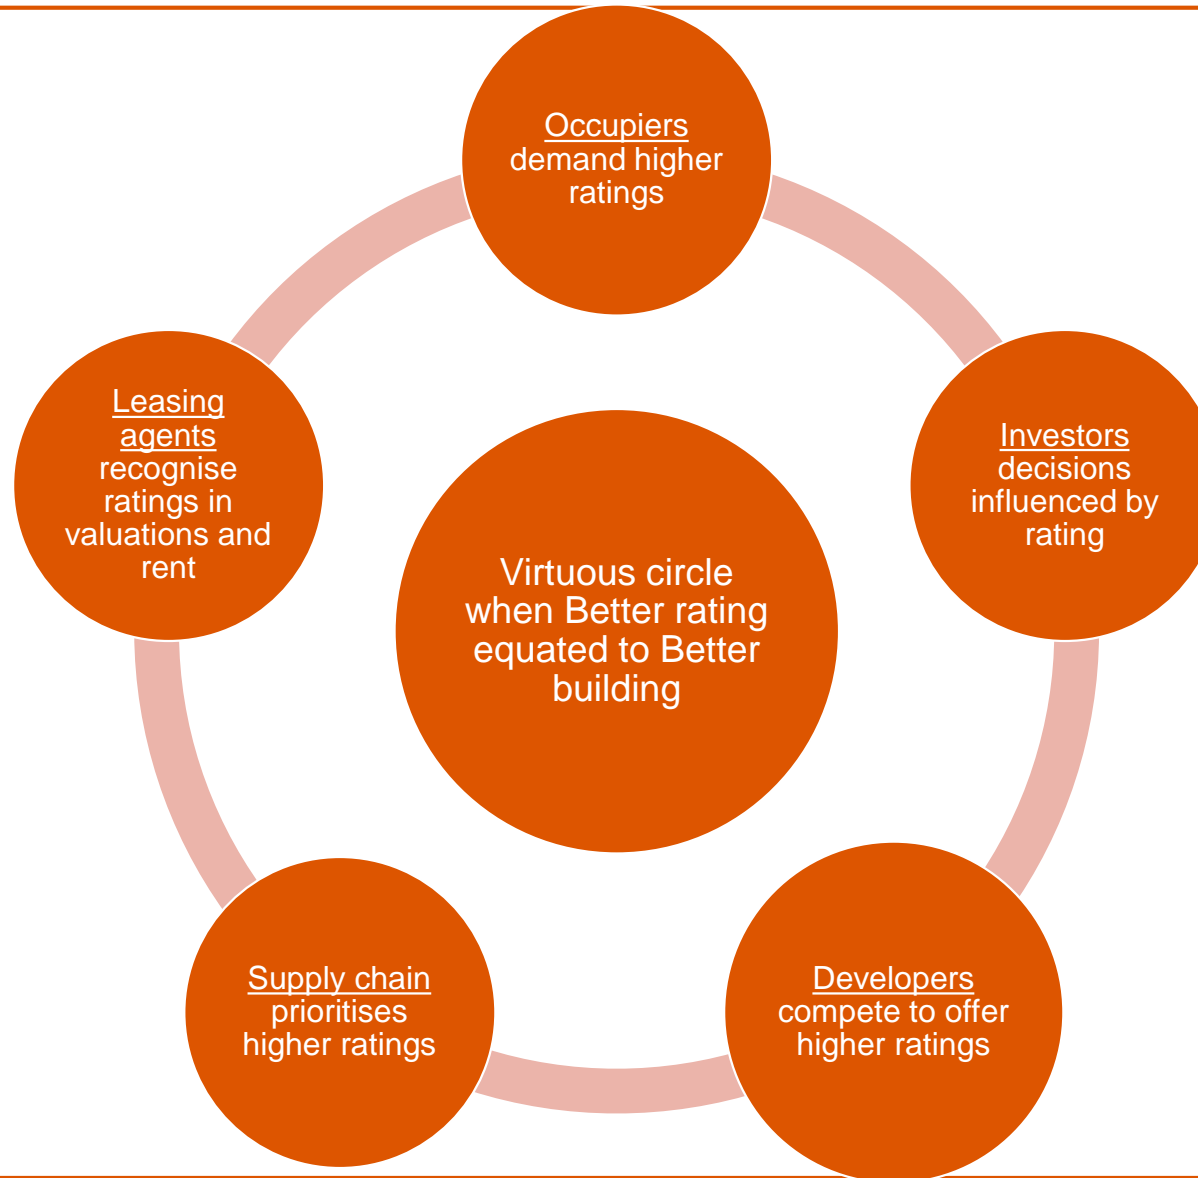 Occupiers
demand higher
ratings
Leasing
agents
recognise
ratings in
valuations and
rent
Investors
decisions
influenced by
rating
Virtuous circle
when Better rating
equated to Better
building
Supply chain
prioritises
higher ratings
Developers
compete to offer
higher ratings